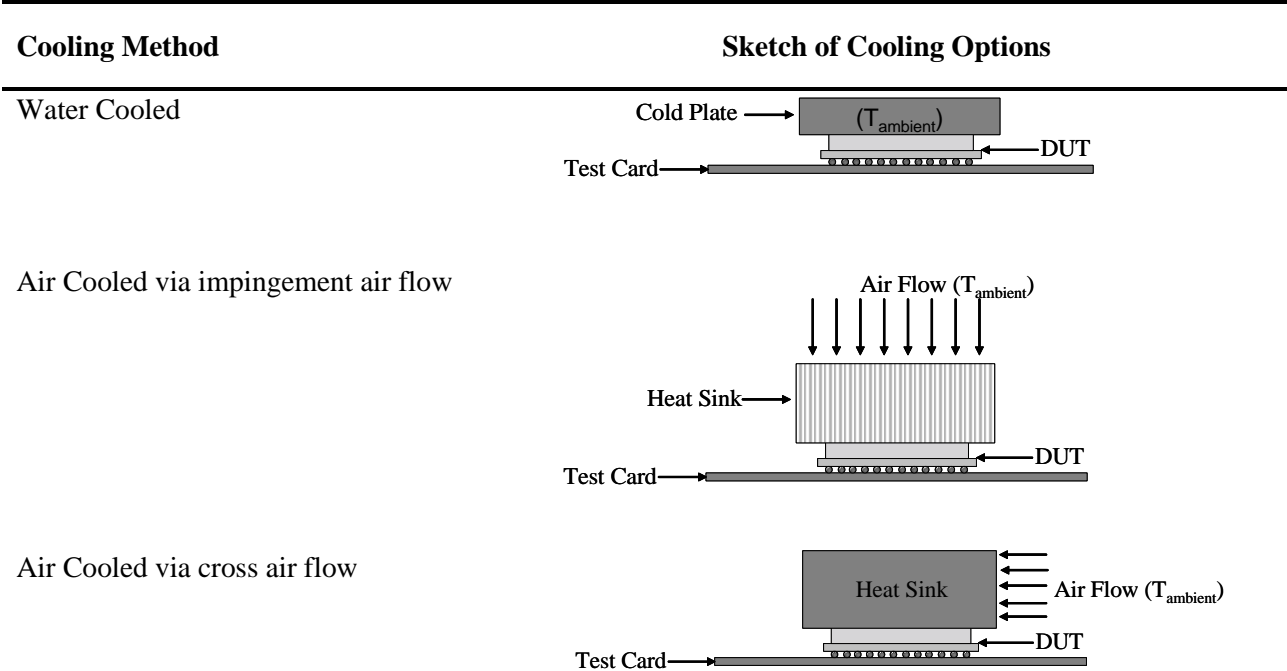 Cooling Method Sketch of Cooling Options
Water Cooled
Cold Plate
(Tambient)
DUT
Test Card
Air Cooled via impingement air flow
Air Flow (Tambient)
Heat Sink
DUT
Test Card
Air Cooled via cross air flow
Heat Sink
Air Flow (Tambient)
DUT
Test Card